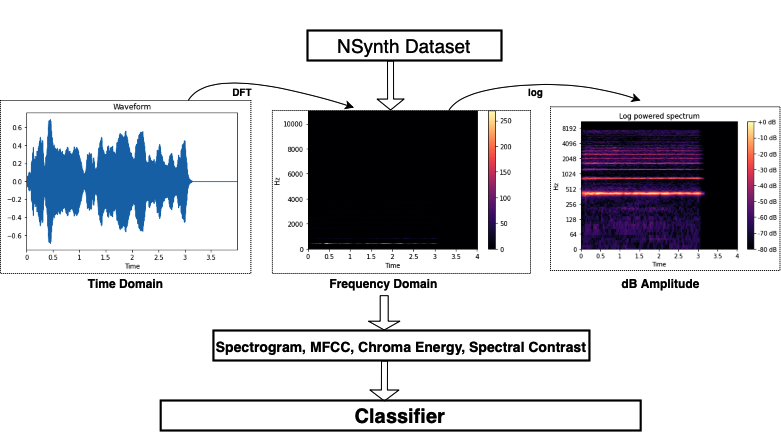 NSynth Dataset
DFT
log
Waveform
0.6
0.4
0.2
0.0
−0.2
−0.4
−0.6
0 0.5 1 1.5 2 2.5 3 3.5
Time
Time Domain
10000
8000
6000
4000
2000
0
Hz
0 0.5 1 1.5 2 2.5 3 3.5 4
Time
250
200
150
100
50
0
Frequency Domain
Log powered spectrum
8192
4096
2048
1024
512
256
128
64
0
Hz
0 0.5 1 1.5 2 2.5 3 3.5 4
Time
+0 dB
-10 dB
-20 dB
-30 dB
-40 dB
-50 dB
-60 dB
-70 dB
-80 dB
dB Amplitude
Spectrogram, MFCC, Chroma Energy, Spectral Contrast
Classifier